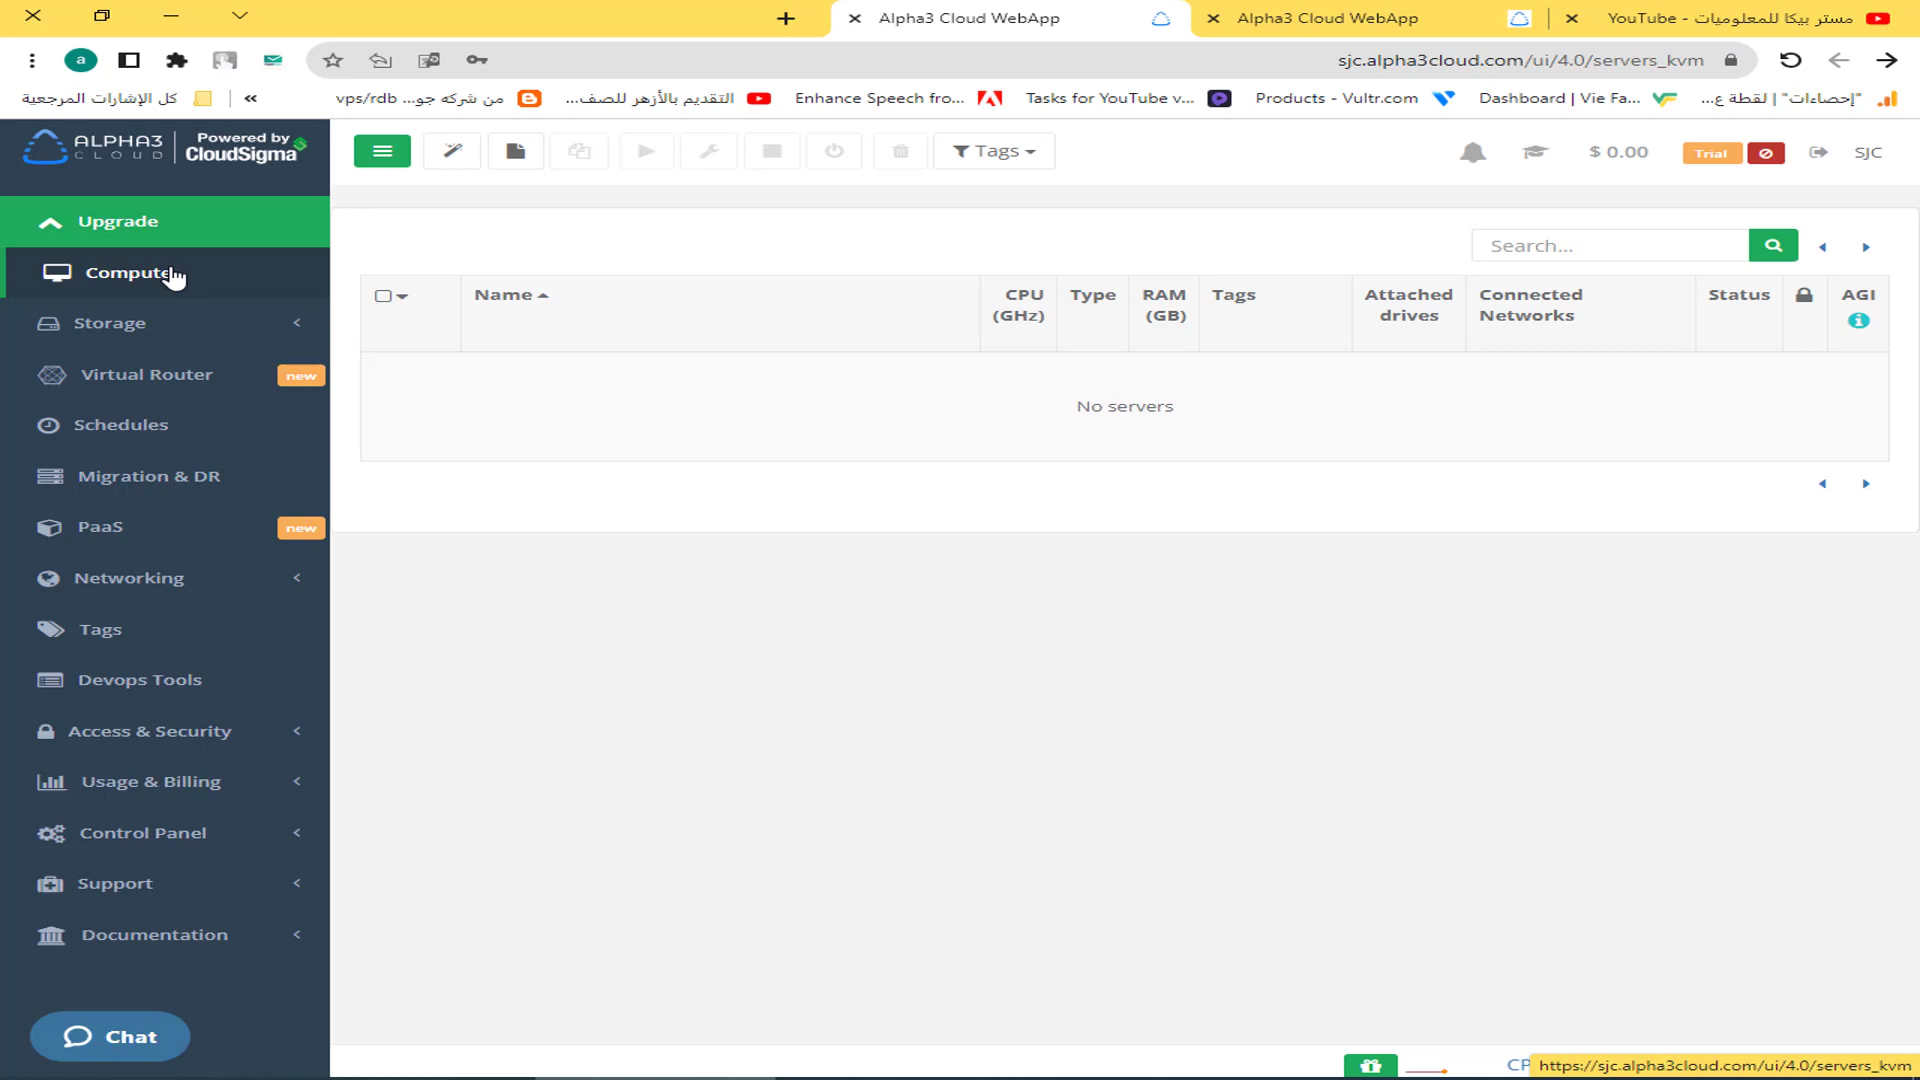 Alpha3 Cloud WebApp
Alpha3 Cloud WebApp
YouTube - مستر بيكا للمعلوميات
a
sjc.alpha3cloud.com/ui/4.0/servers_kvm
كل الإشارات المرجعية
«
vps/rdb من شركه جو...
التقديم بالأزهر للصف...
Enhance Speech fro...
Tasks for YouTube v...
Products - Vultr.com
Dashboard | Vie Fa...
"إحصاءات" | لقطة ع...
ALPHA3 CLOUD
Powered by CloudSigma
Tags
$ 0.00
Trial
SJC
Upgrade
Compute
Storage
Virtual Router new
Schedules
Migration & DR
PaaS new
Networking
Tags
Devops Tools
Access & Security
Usage & Billing
Control Panel
Support
Documentation
Chat
Search...
Name
CPU (GHz)
Type
RAM (GB)
Tags
Attached drives
Connected Networks
Status
AGI
No servers
CP
https://sjc.alpha3cloud.com/ui/4.0/servers_kvm